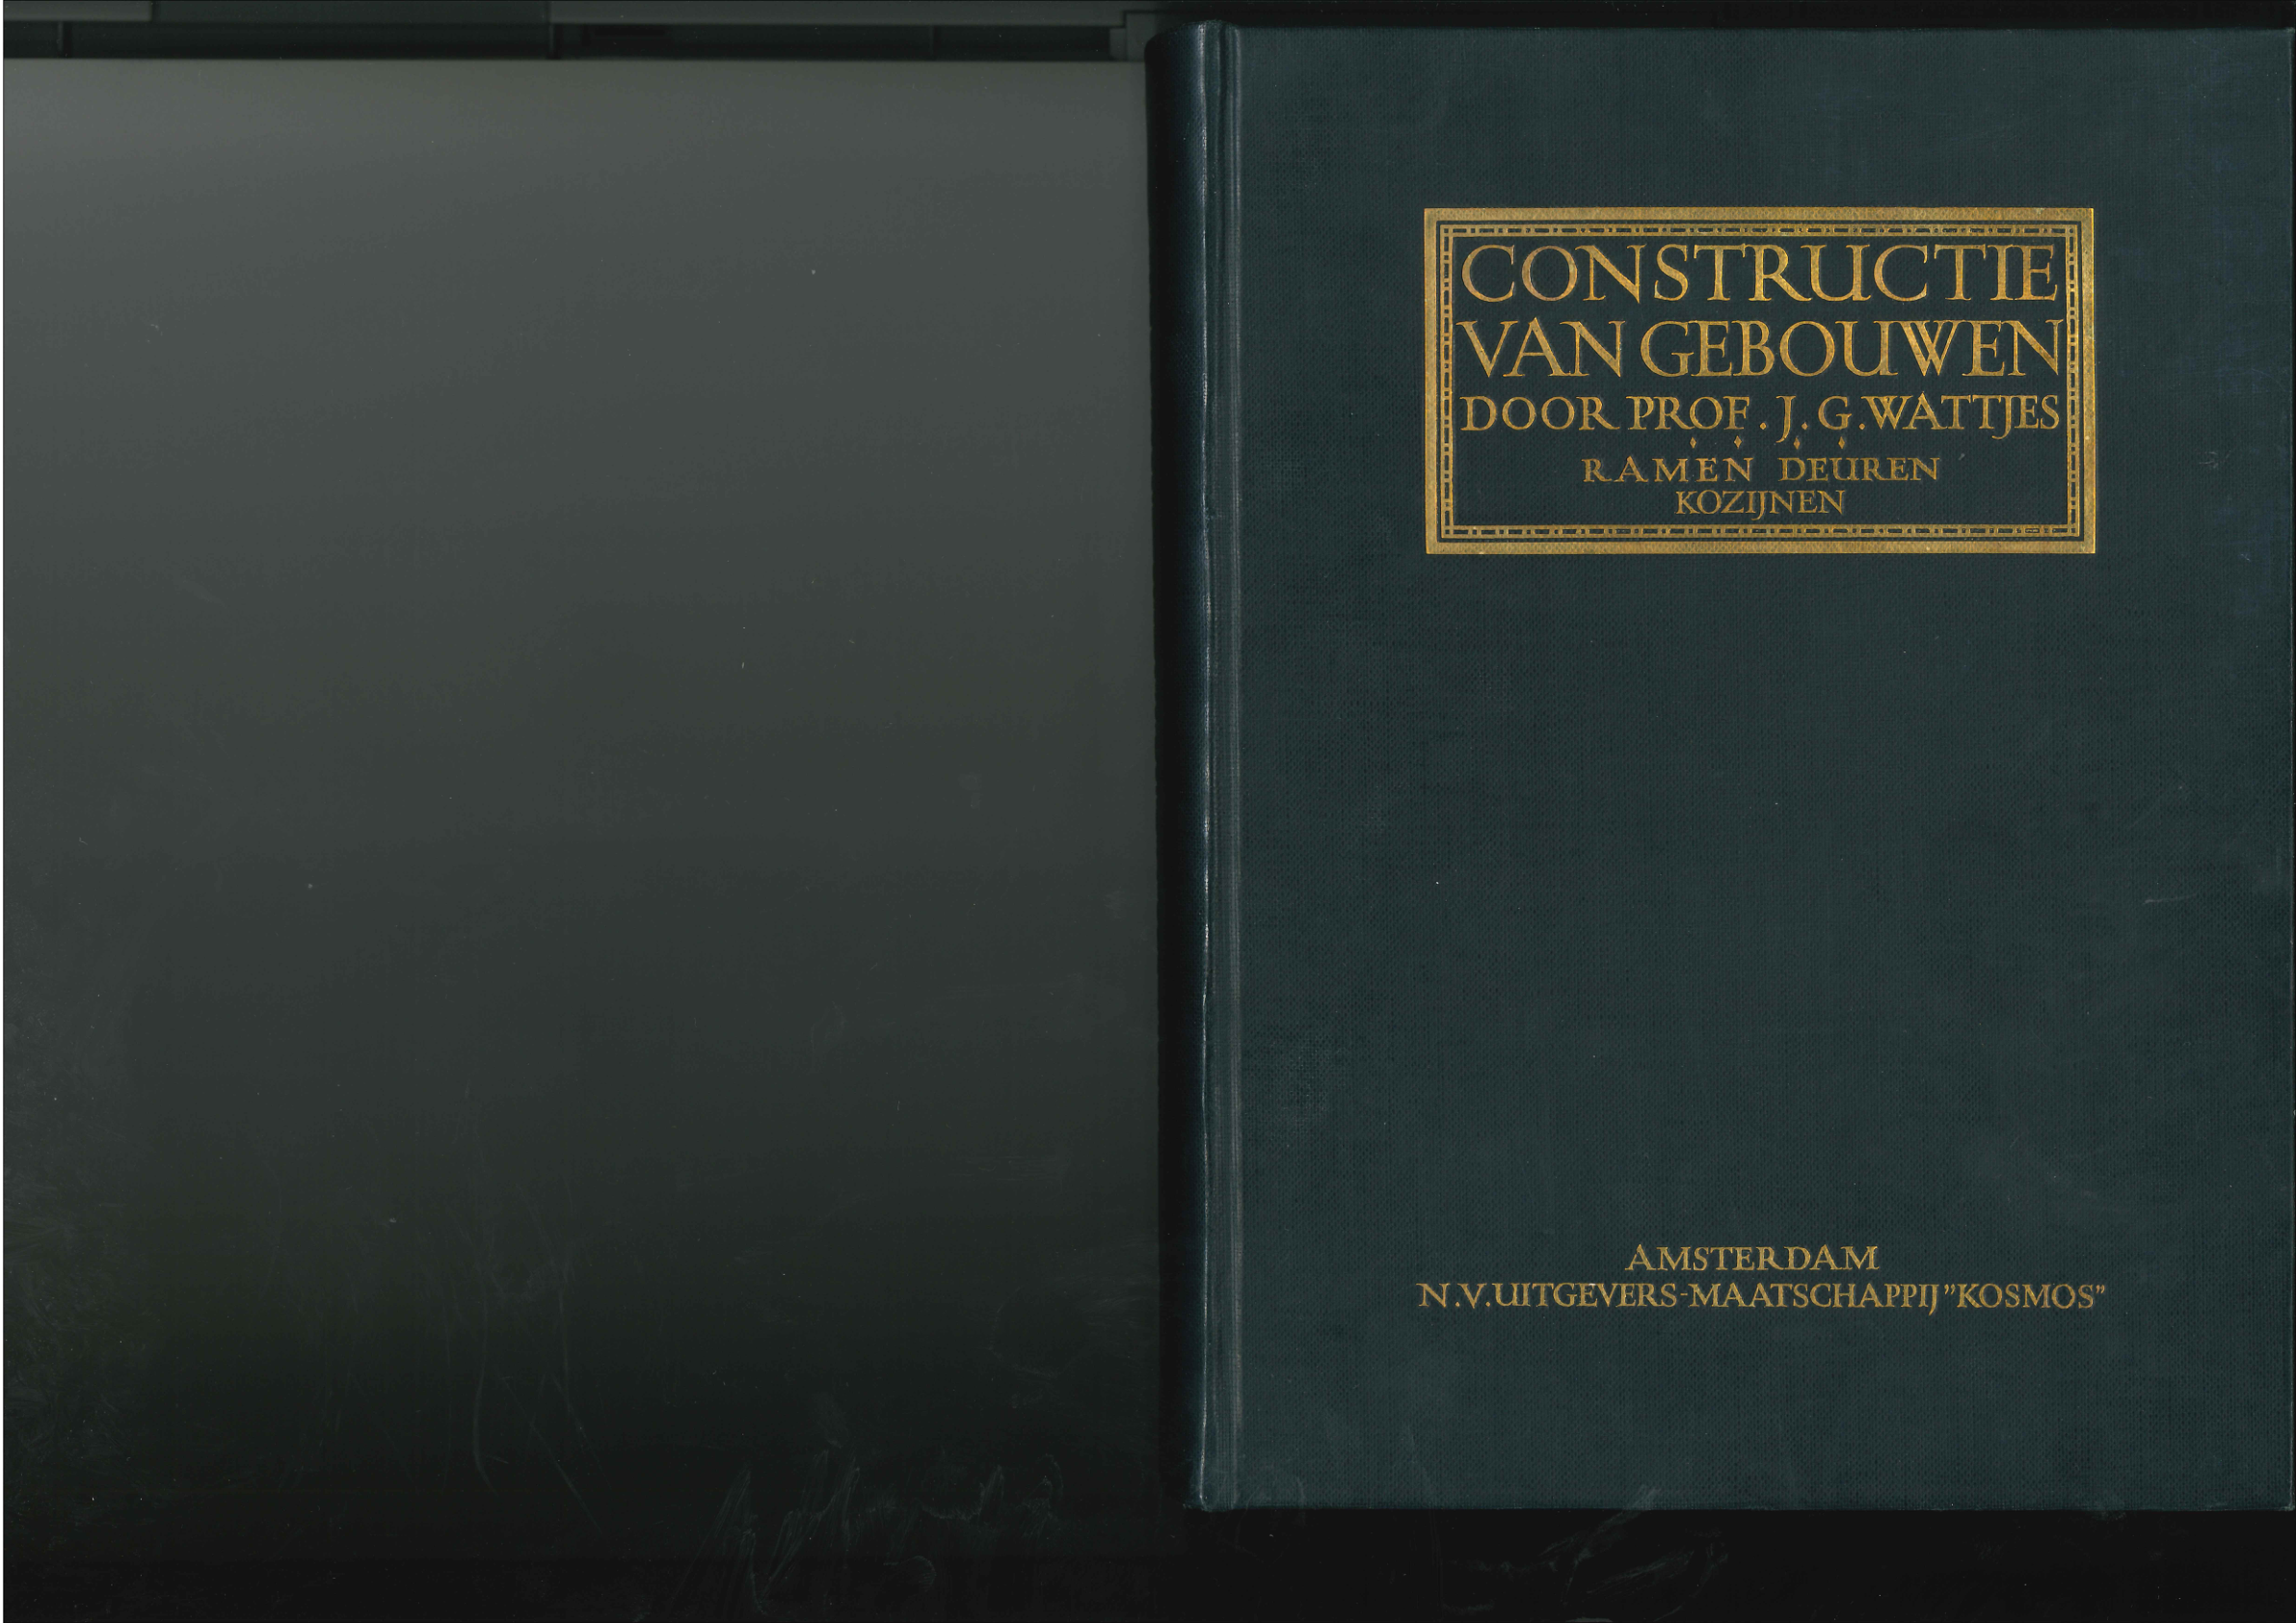 CONSTRUCTIE
VAN GEBOUWEN
DOOR PROF. J. G. WATTJES
RAMEN DEUREN
KOZIJNEN
AMSTERDAM
N.V. UITGEVERS-MAATSCHAPPIJ "KOSMOS"